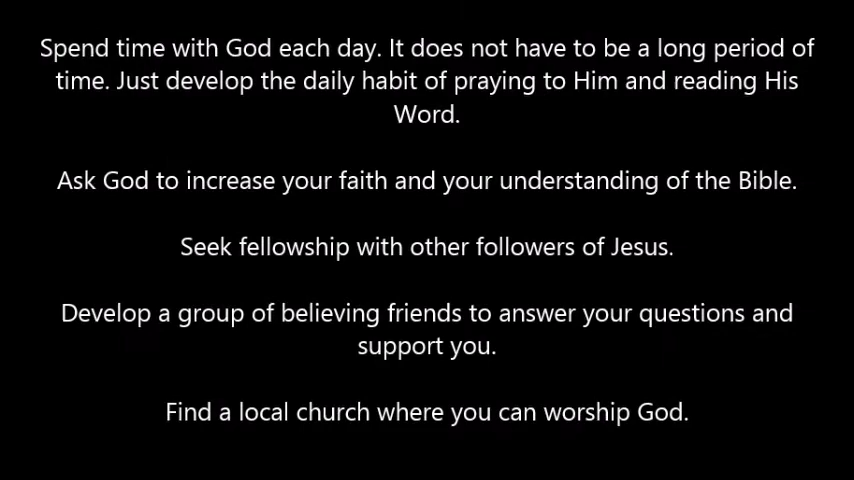 Spend time with God each day. It does not have to be a long period of
time. Just develop the daily habit of praying to Him and reading His
Word.
Ask God to increase your faith and your understanding of the Bible.
Seek fellowship with other followers of Jesus.
Develop a group of believing friends to answer your questions and
support you.
Find a local church where you can worship God.